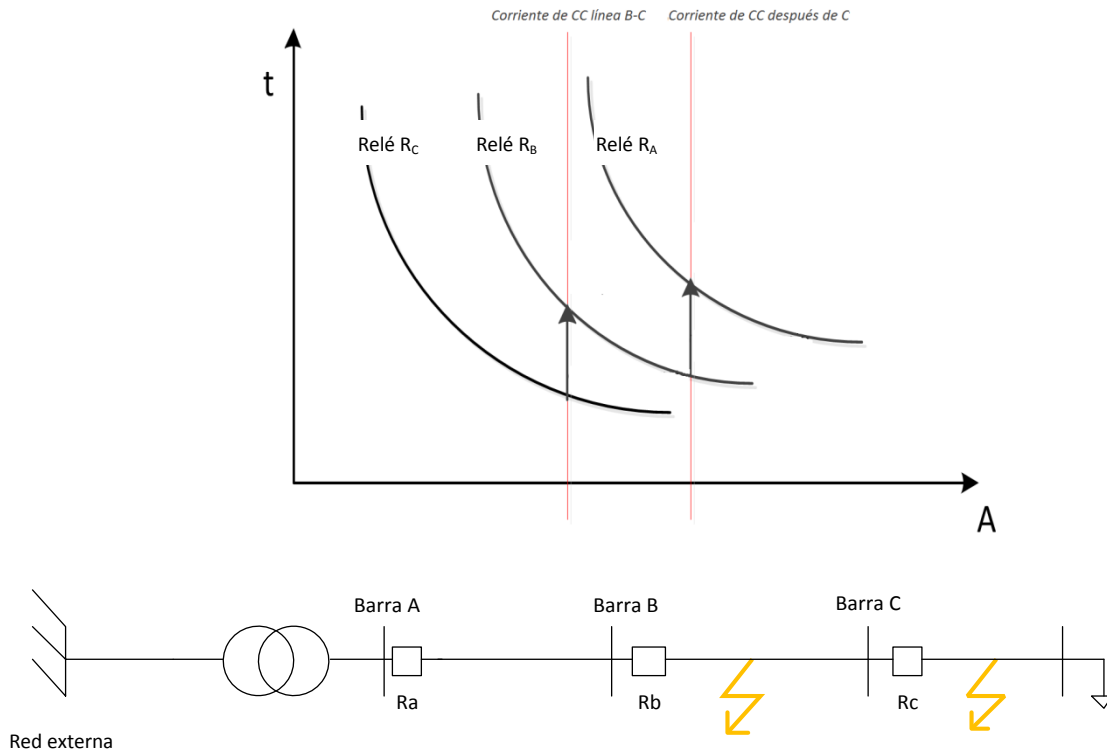 Corriente de CC línea B-C
Corriente de CC después de C
t
Relé RC
Relé RB
Relé RA
A
Barra A
Barra B
Barra C
Ra
Rb
Rc
Red externa